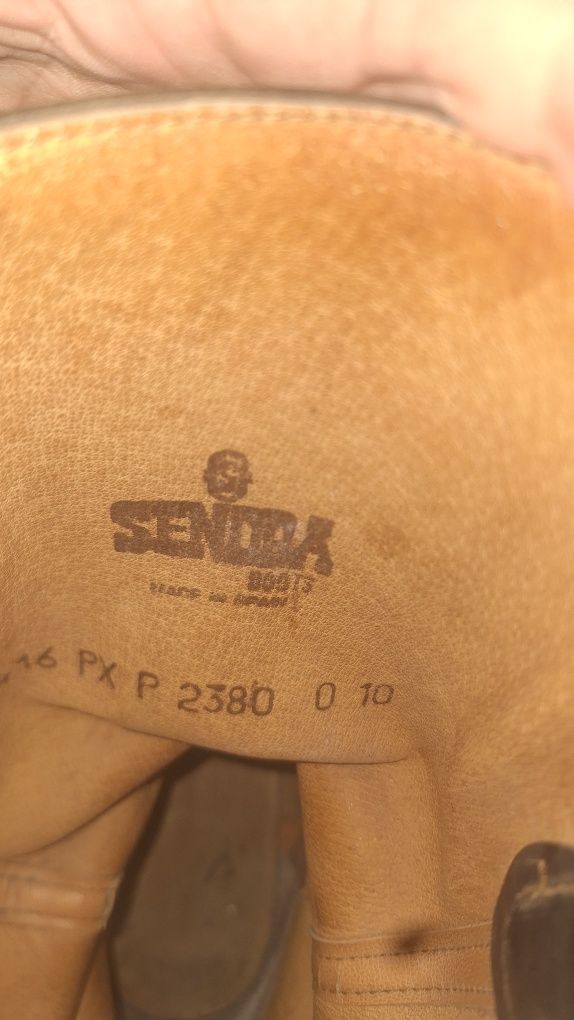 SENDRA
BOOTS
MADE IN SPAIN
16 PX P 2380 0 10